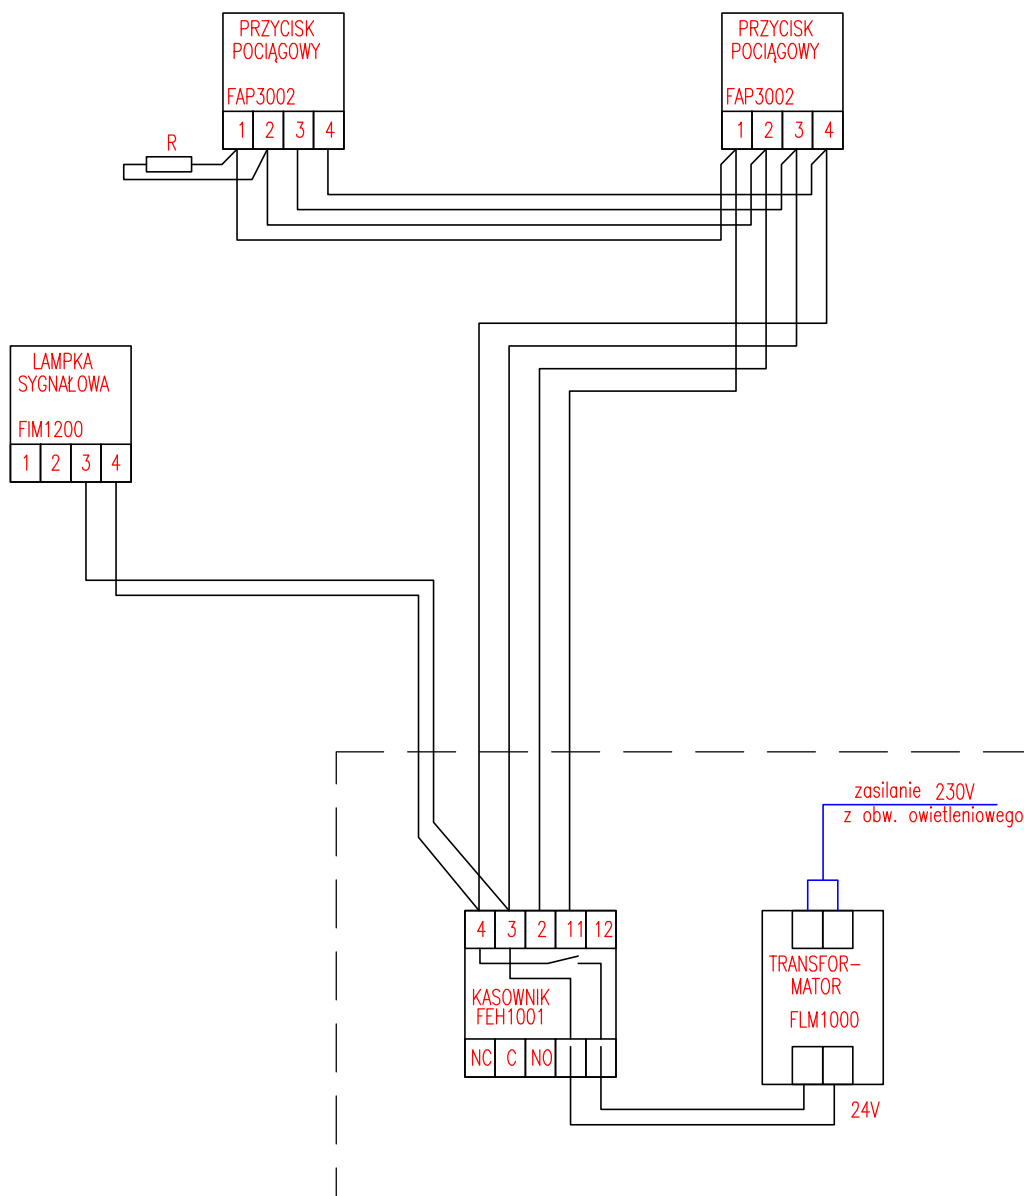 PRZYCISK
POCIĄGOWY
FAP3002
1 2 3 4
R
PRZYCISK
POCIĄGOWY
FAP3002
1 2 3 4
LAMPKA
SYGNAŁOWA
FIM1200
1 2 3 4
zasilanie 230V
z obw. owietleniowego
4 3 2 11 12
KASOWNIK
FEH1001
NC C NO
TRANSFOR-
MATOR
FLM1000
24V